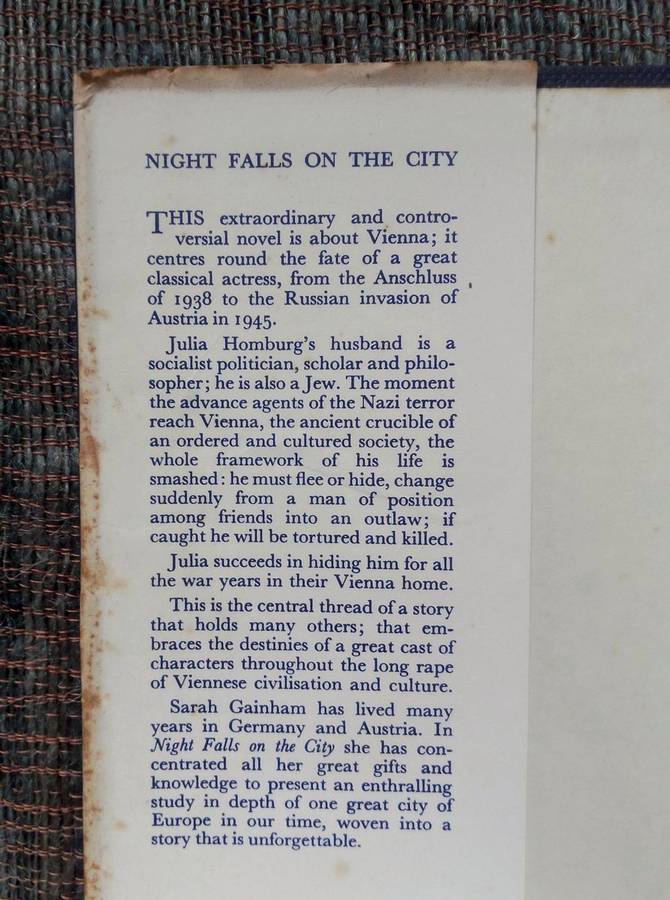 NIGHT FALLS ON THE CITY
THIS extraordinary and contro-
versial novel is about Vienna; it
centres round the fate of a great
classical actress, from the Anschluss
of 1938 to the Russian invasion of
Austria in 1945.
Julia Homburg's husband is a
socialist politician, scholar and philo-
sopher; he is also a Jew. The moment
the advance agents of the Nazi terror
reach Vienna, the ancient crucible of
an ordered and cultured society, the
whole framework of his life is
smashed: he must flee or hide, change
suddenly from a man of position
among friends into an outlaw; if
caught he will be tortured and killed.
Julia succeeds in hiding him for all
the war years in their Vienna home.
This is the central thread of a story
that holds many others; that em-
braces the destinies of a great cast of
characters throughout the long rape
of Viennese civilisation and culture.
Sarah Gainham has lived many
years in Germany and Austria. In
Night Falls on the City she has con-
centrated all her great gifts and
knowledge to present an enthralling
study in depth of one great city of
Europe in our time, woven into a
story that is unforgettable.